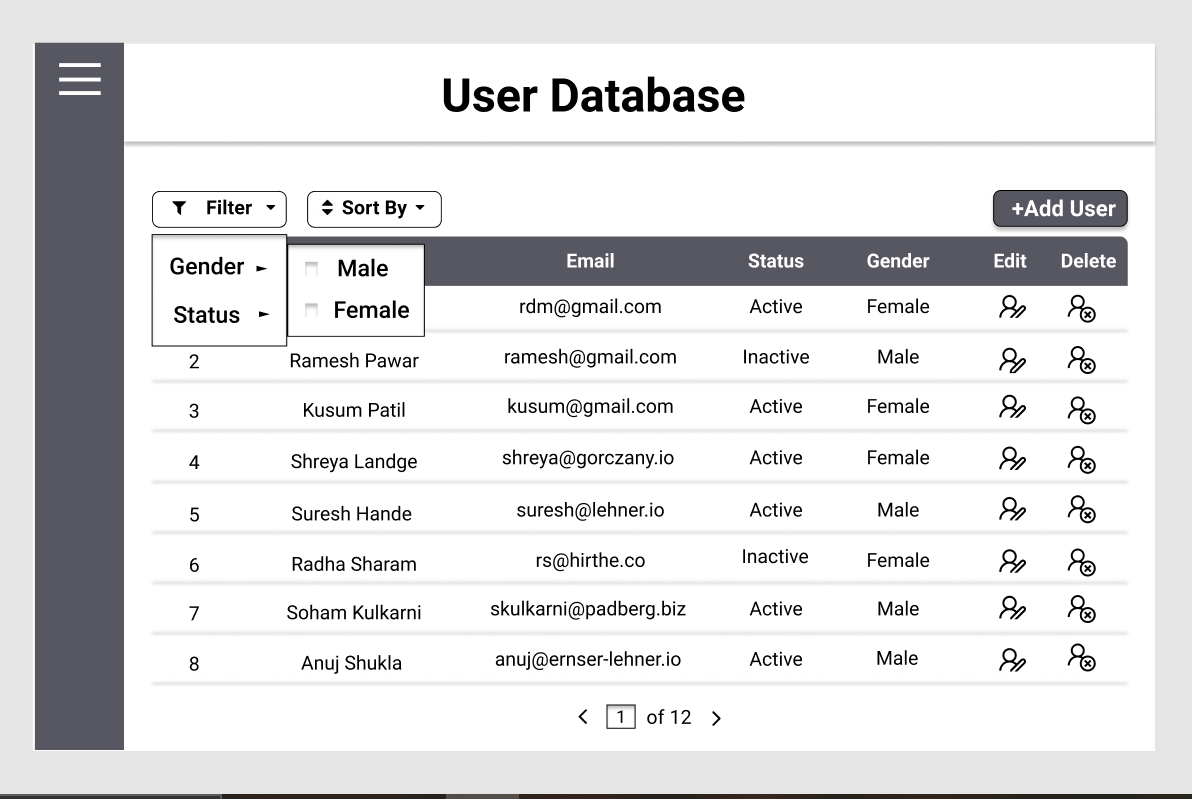 User Database
Filter Sort By +Add User
Gender Male Email Status Gender Edit Delete
Status Female rdm@gmail.com Active Female
2 Ramesh Pawar ramesh@gmail.com Inactive Male
3 Kusum Patil kusum@gmail.com Active Female
4 Shreya Landge shreya@gorczany.io Active Female
5 Suresh Hande suresh@lehner.io Active Male
6 Radha Sharam rs@hirthe.co Inactive Female
7 Soham Kulkarni skulkarni@padberg.biz Active Male
8 Anuj Shukla anuj@ernser-lehner.io Active Male
< 1 of 12 >